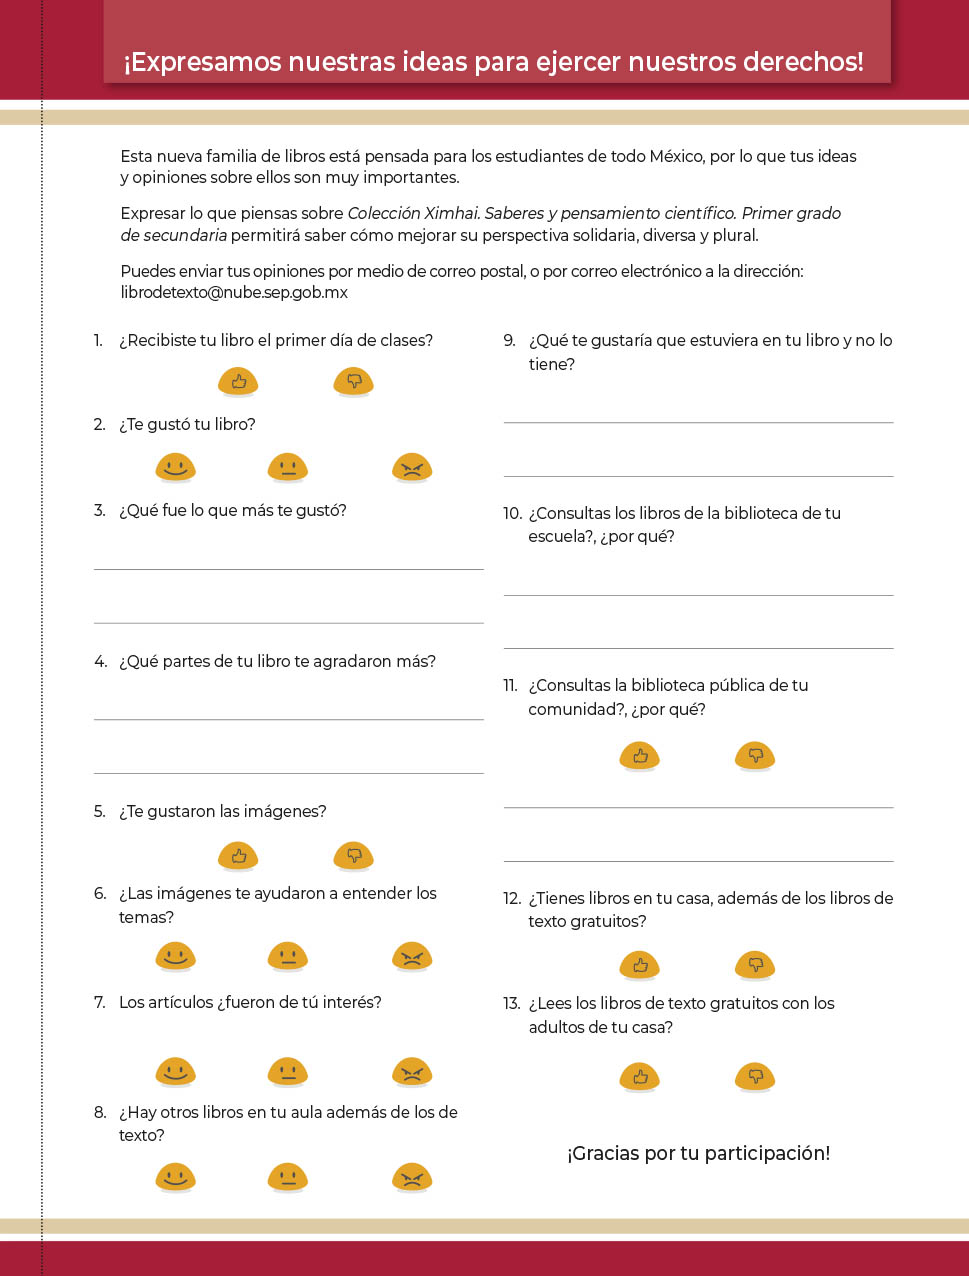 ¡Expresamos nuestras ideas para ejercer nuestros derechos!
Esta nueva familia de libros está pensada para los estudiantes de todo México, por lo que tus ideas
y opiniones sobre ellos son muy importantes.
Expresar lo que piensas sobre Colección Ximhai. Saberes y pensamiento científico. Primer grado
de secundaria permitirá saber cómo mejorar su perspectiva solidaria, diversa y plural.
Puedes enviar tus opiniones por medio de correo postal, o por correo electrónico a la dirección:
librodetexto@nube.sep.gob.mx
1. ¿Recibiste tu libro el primer día de clases?
2. ¿Te gustó tu libro?
3. ¿Qué fue lo que más te gustó?
4. ¿Qué partes de tu libro te agradaron más?
5. ¿Te gustaron las imágenes?
6. ¿Las imágenes te ayudaron a entender los
temas?
7. Los artículos ¿fueron de tú interés?
8. ¿Hay otros libros en tu aula además de los de
texto?
9. ¿Qué te gustaría que estuviera en tu libro y no lo
tiene?
10. ¿Consultas los libros de la biblioteca de tu
escuela?, ¿por qué?
11. ¿Consultas la biblioteca pública de tu
comunidad?, ¿por qué?
12. ¿Tienes libros en tu casa, además de los libros de
texto gratuitos?
13. ¿Lees los libros de texto gratuitos con los
adultos de tu casa?
¡Gracias por tu participación!